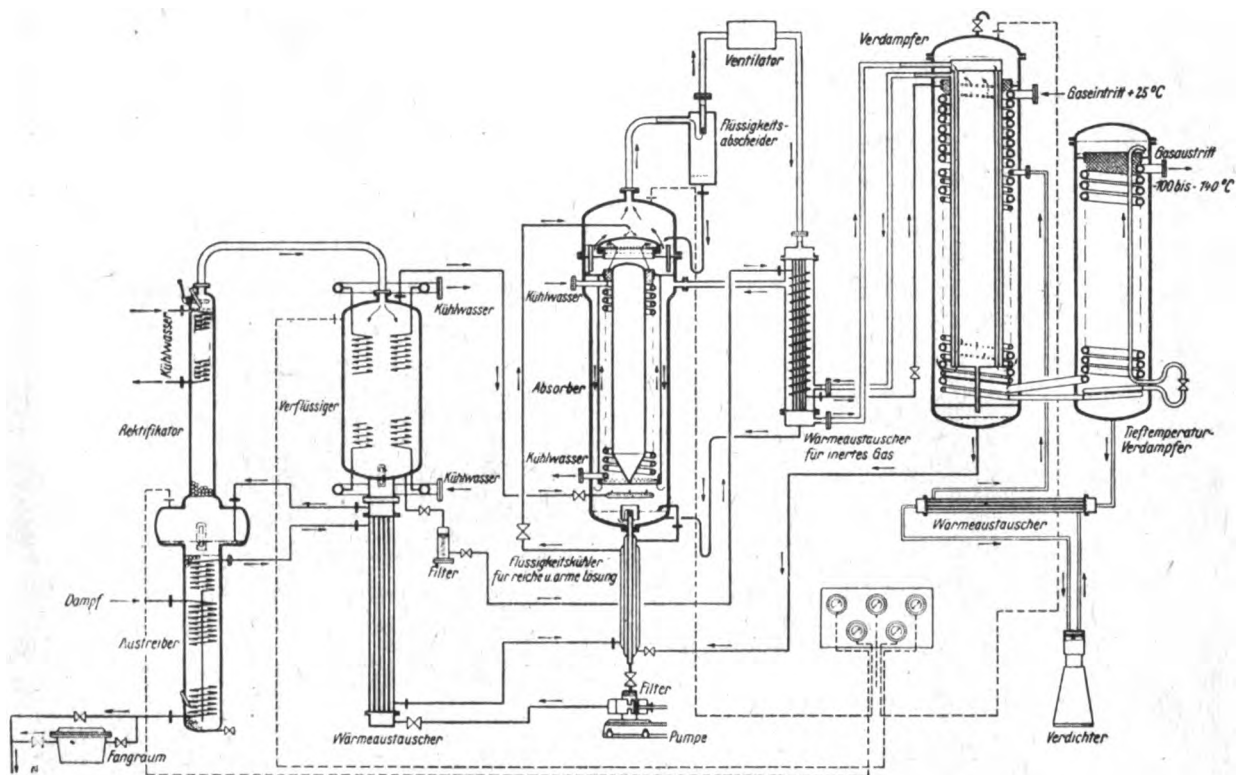 Verdampfer
Ventilator
Gaseintritt +25°C
Flüssigkeits-
abscheider
Gasaustritt
-100 bis - 140°C
Kühlwasser
Kühlwasser
Kühlwasser
Absorber
Verflüssiger
Rektifikator
Wärmeaustauscher
für inertes Gas
Tieftemperatur-
Verdampfer
Kühlwasser
Kühlwasser
Wärmeaustauscher
Flüssigkeitskühler
für reiche u. arme Lösung
Filter
Dampf
Austreiber
Filter
Pumpe
Wärmeaustauscher
Fangraum
Verdichter